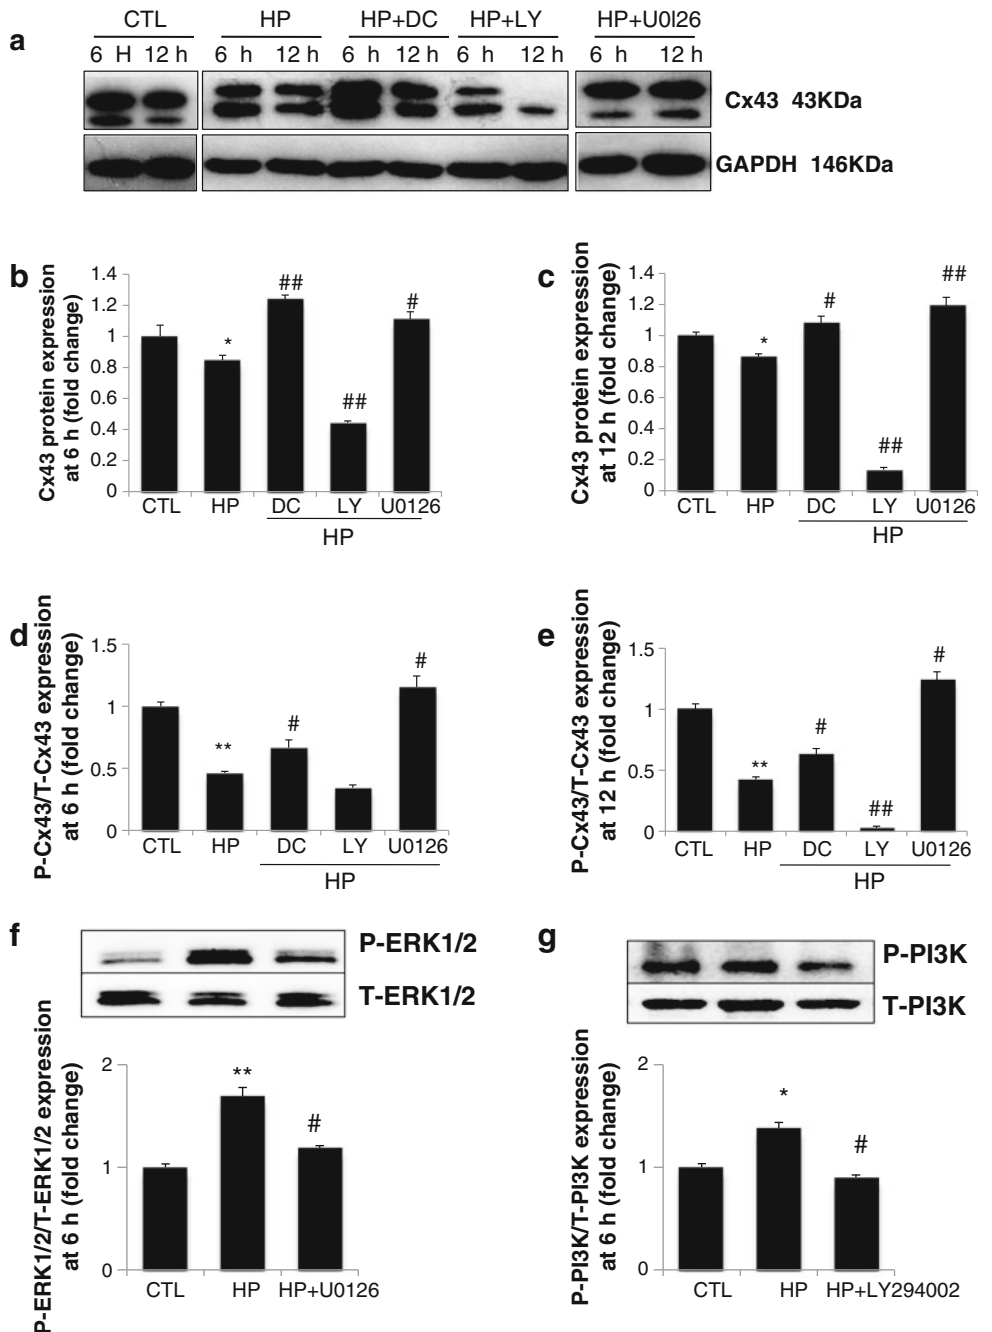 a
CTL HP HP+DC HP+LY HP+U0I26
6 H 12 h 6 h 12 h 6 h 12 h 6 h 12 h 6 h 12 h
Cx43 43KDa
GAPDH 146KDa
b
Cx43 protein expression
at 6 h (fold change)
1.4
1.2
1
0.8
0.6
0.4
0.2
0
*
##
##
#
CTL HP DC LY U0126
HP
c
Cx43 protein expression
at 12 h (fold change)
1.4
1.2
1
0.8
0.6
0.4
0.2
0
*
#
##
##
CTL HP DC LY U0126
HP
d
P-Cx43/T-Cx43 expression
at 6 h (fold change)
1.5
1
0.5
0
**
#
#
CTL HP DC LY U0126
HP
e
P-Cx43/T-Cx43 expression
at 12 h (fold change)
1.5
1
0.5
0
**
#
##
#
CTL HP DC LY U0126
HP
f
P-ERK1/2
T-ERK1/2
P-ERK1/2/T-ERK1/2 expression
at 6 h (fold change)
2
1
0
**
#
CTL HP HP+U0126
g
P-PI3K
T-PI3K
P-PI3K/T-PI3K expression
at 6 h (fold change)
2
1
0
*
#
CTL HP HP+LY294002